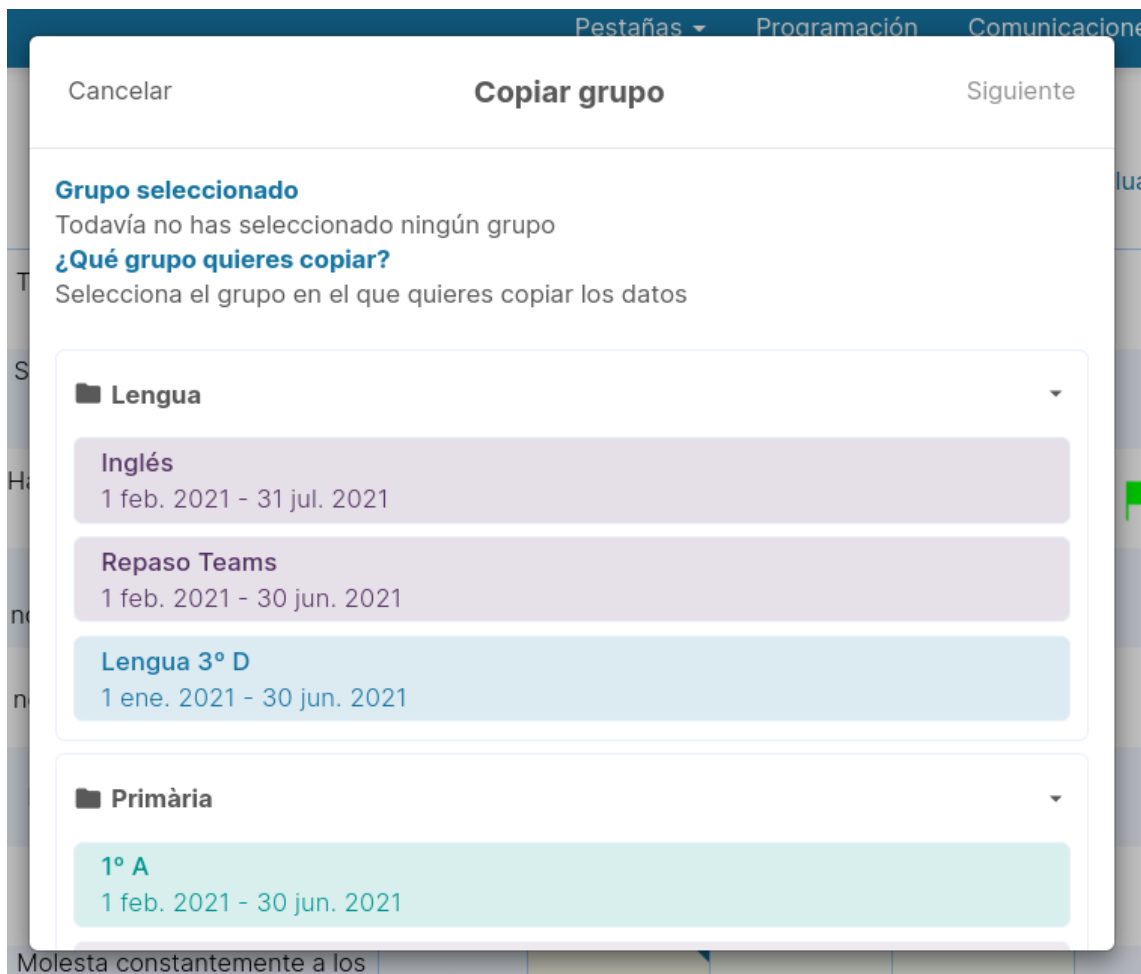 Pestañas Programación Comunicacione
Cancelar Copiar grupo Siguiente
Grupo seleccionado
Todavía no has seleccionado ningún grupo
¿Qué grupo quieres copiar?
Selecciona el grupo en el que quieres copiar los datos
Lengua
Inglés
1 feb. 2021 - 31 jul. 2021
Repaso Teams
1 feb. 2021 - 30 jun. 2021
Lengua 3º D
1 ene. 2021 - 30 jun. 2021
Primària
1º A
1 feb. 2021 - 30 jun. 2021
Molesta constantemente a los